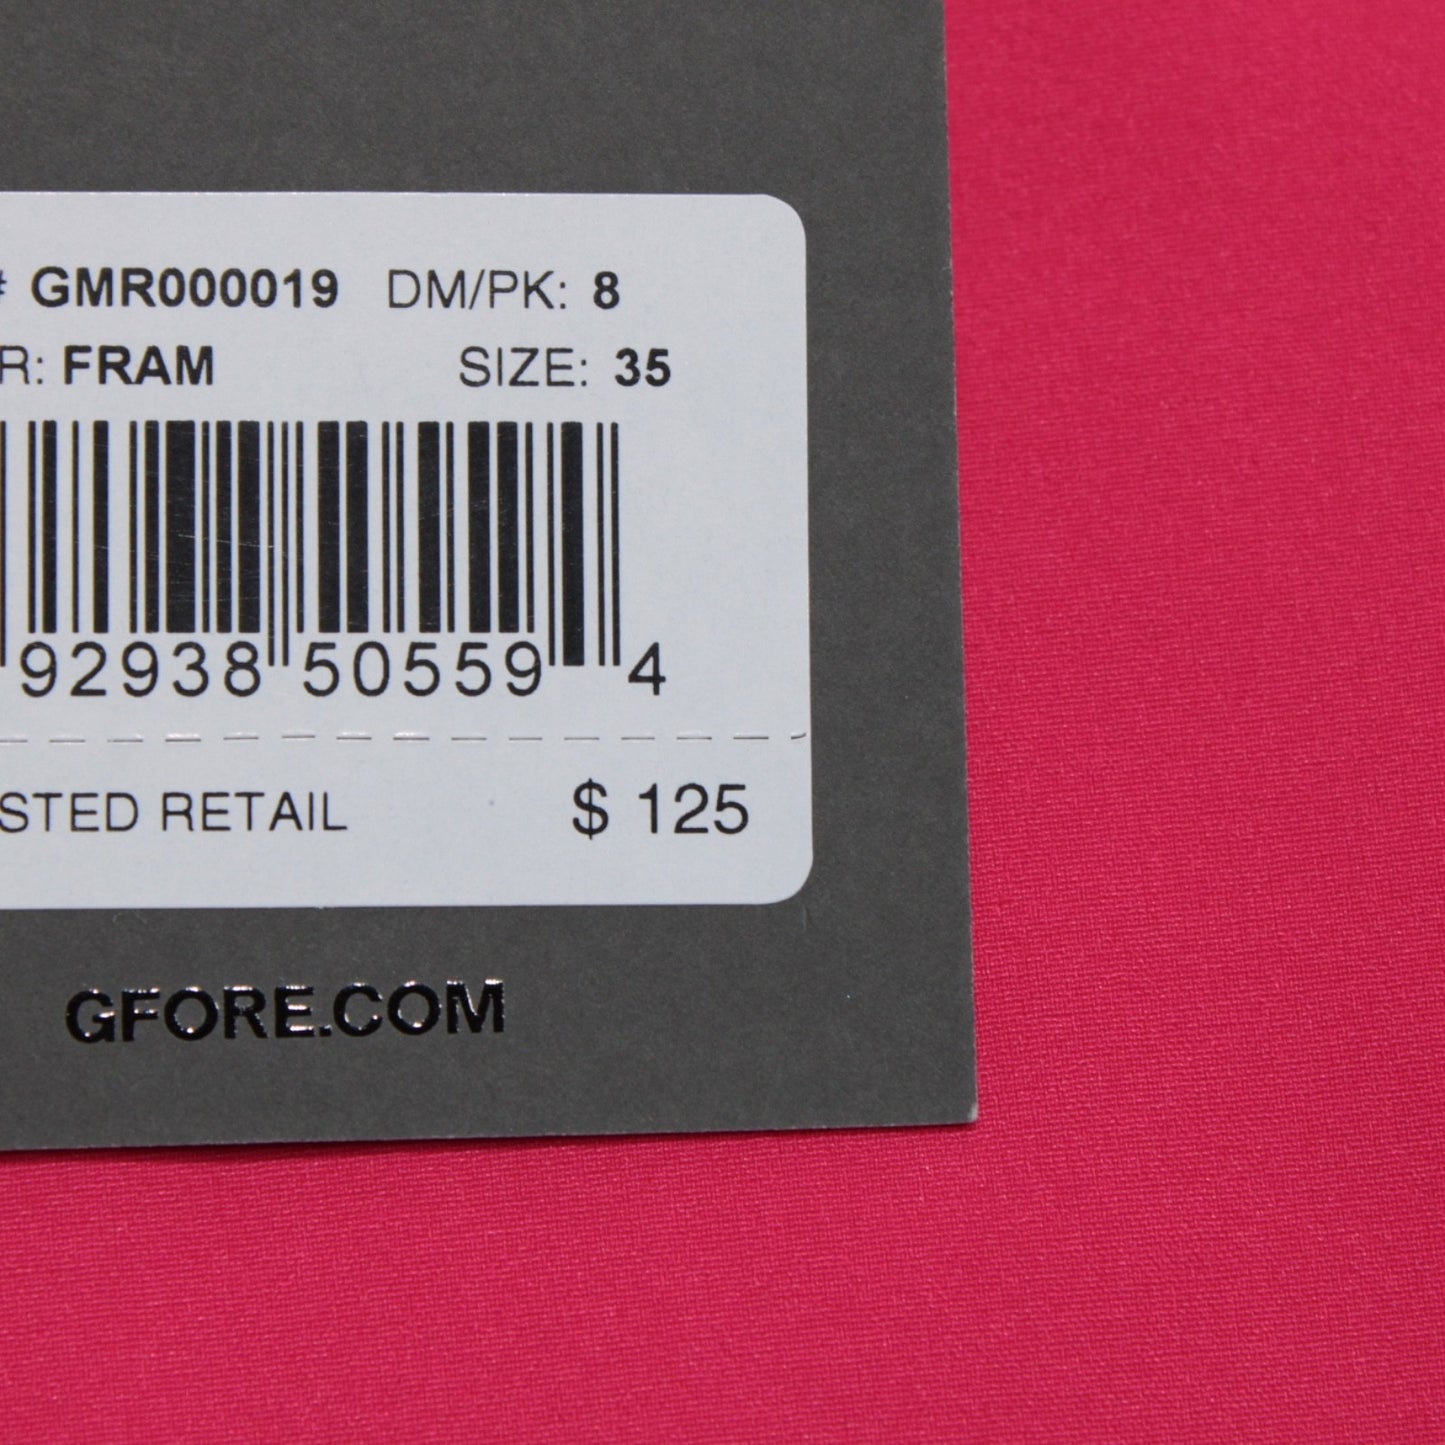 # GMR000019 DM/PK: 8
R: FRAM SIZE: 35
92938 50559 4
STED RETAIL $ 125
GFORE.COM